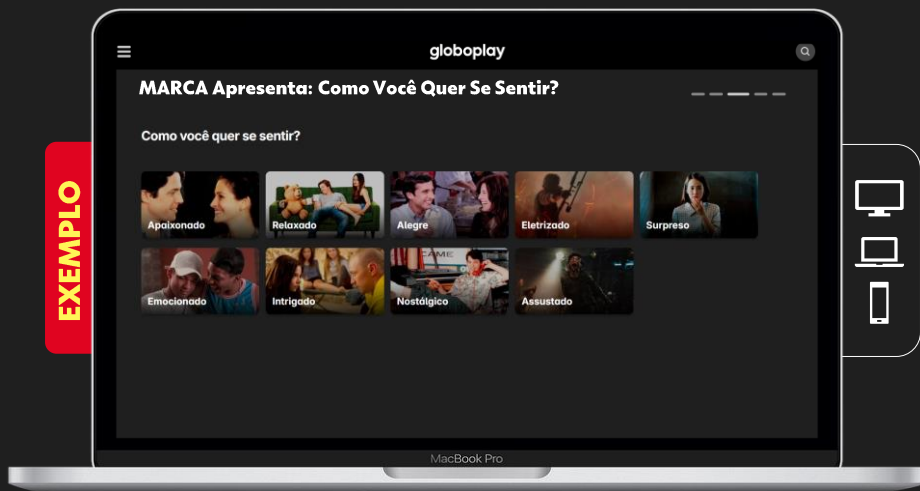 globoplay
MARCA Apresenta: Como Você Quer Se Sentir?
Como você quer se sentir?
EXEMPLO
Apaixonado
Relaxado
Alegre
Eletrizado
Surpreso
CAME
Emocionado
Intrigado
Nostálgico
Assustado
MacBook Pro